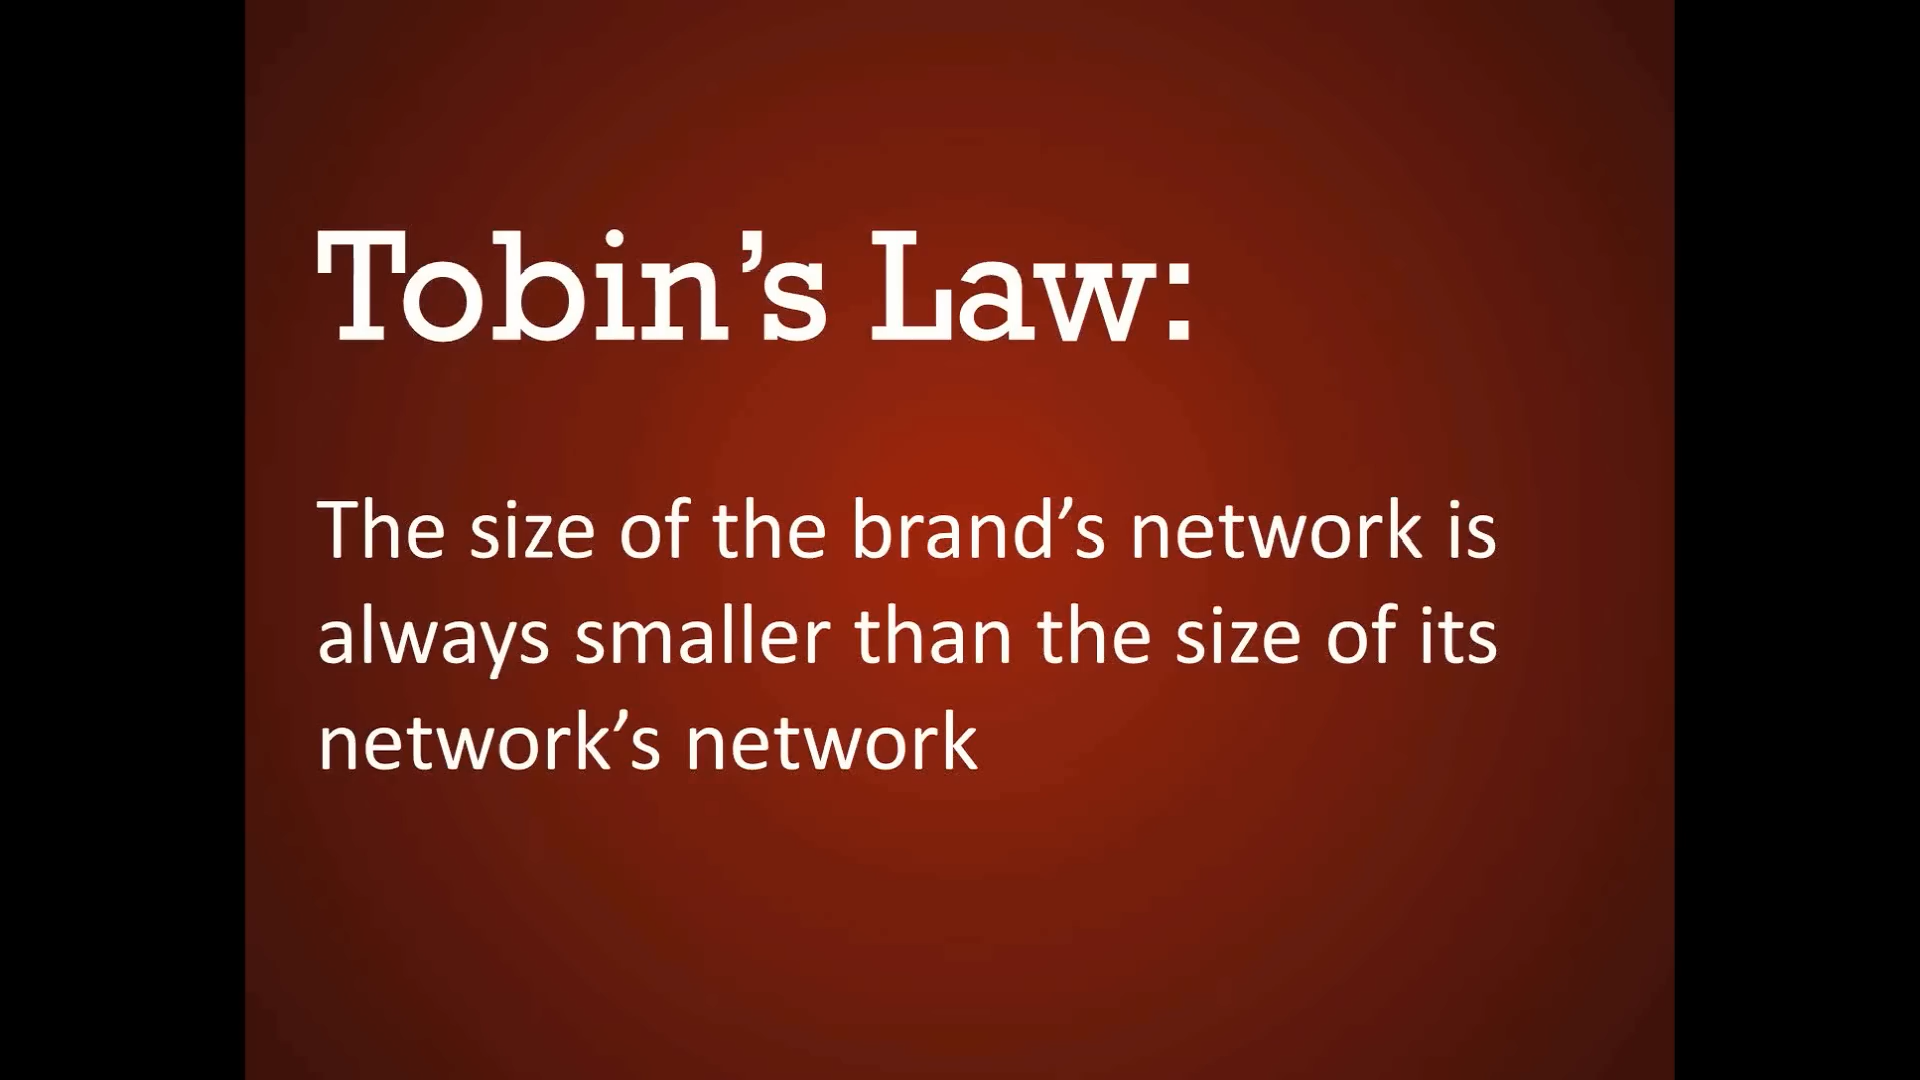 Tobin’s Law:
The size of the brand’s network is
always smaller than the size of its
network’s network